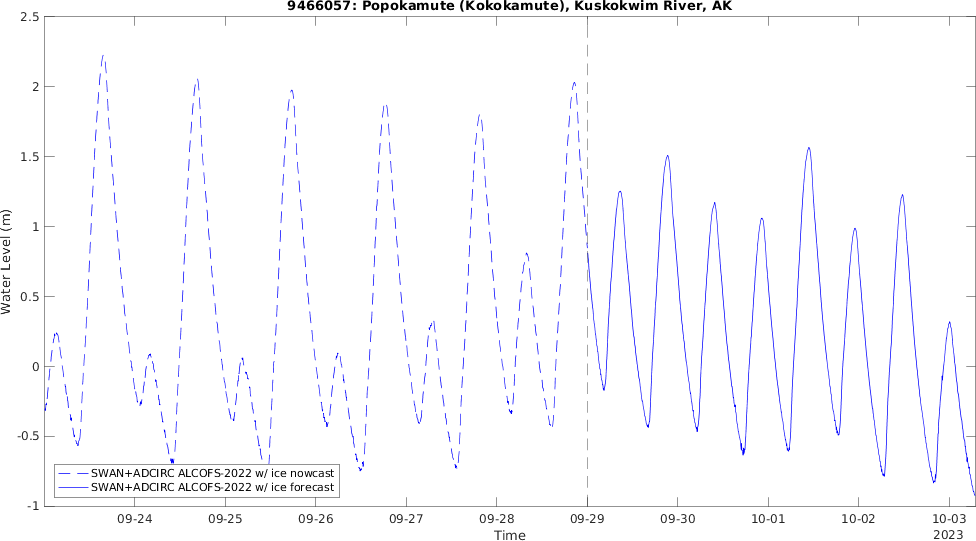 9466057: Popokamute (Kokokamute), Kuskokwim River, AK
2.5
2
1.5
1
0.5
0
-0.5
-1
Water Level (m)
SWAN+ADCIRC ALCOFS-2022 w/ ice nowcast
SWAN+ADCIRC ALCOFS-2022 w/ ice forecast
09-24 09-25 09-26 09-27 09-28 09-29 09-30 10-01 10-02 10-03
2023
Time